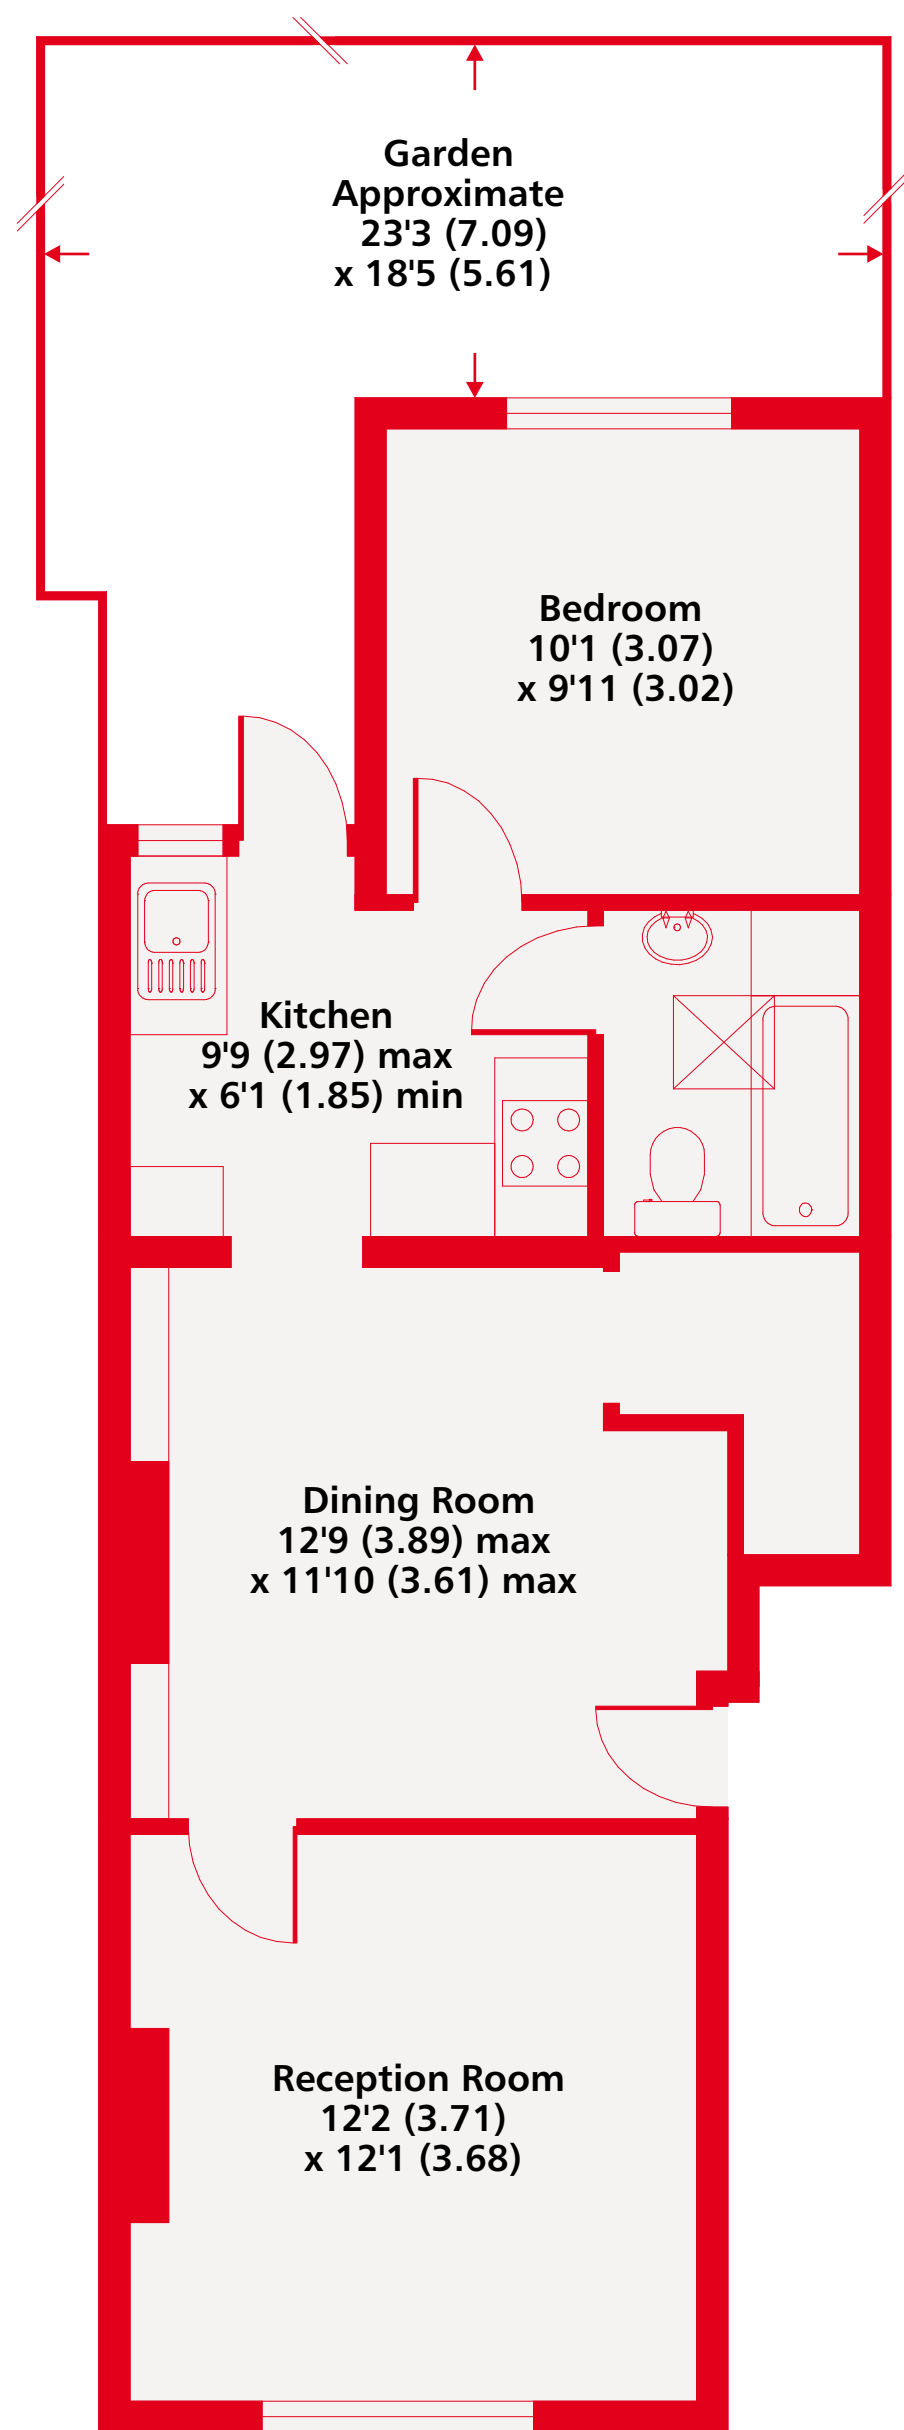 Garden
Approximate
23'3 (7.09)
x 18'5 (5.61)
Bedroom
10'1 (3.07)
x 9'11 (3.02)
Kitchen
9'9 (2.97) max
x 6'1 (1.85) min
Dining Room
12'9 (3.89) max
x 11'10 (3.61) max
Reception Room
12'2 (3.71)
x 12'1 (3.68)